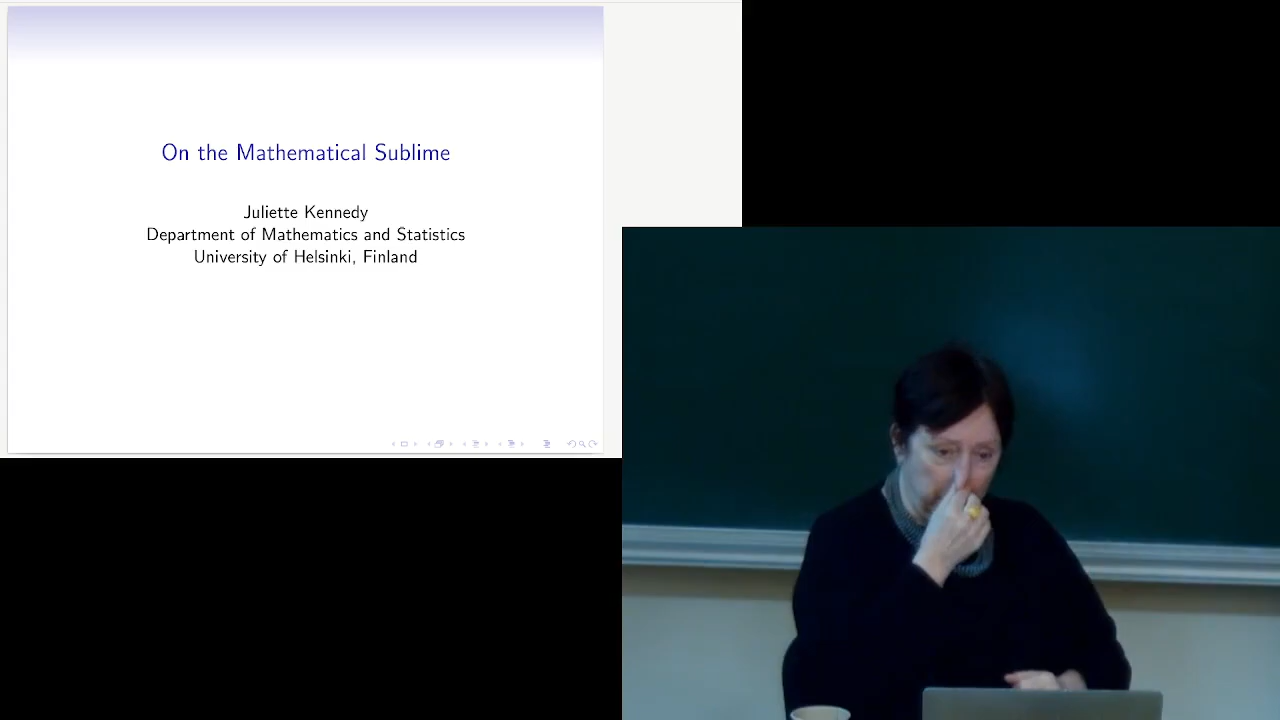 On the Mathematical Sublime
Juliette Kennedy
Department of Mathematics and Statistics
University of Helsinki, Finland